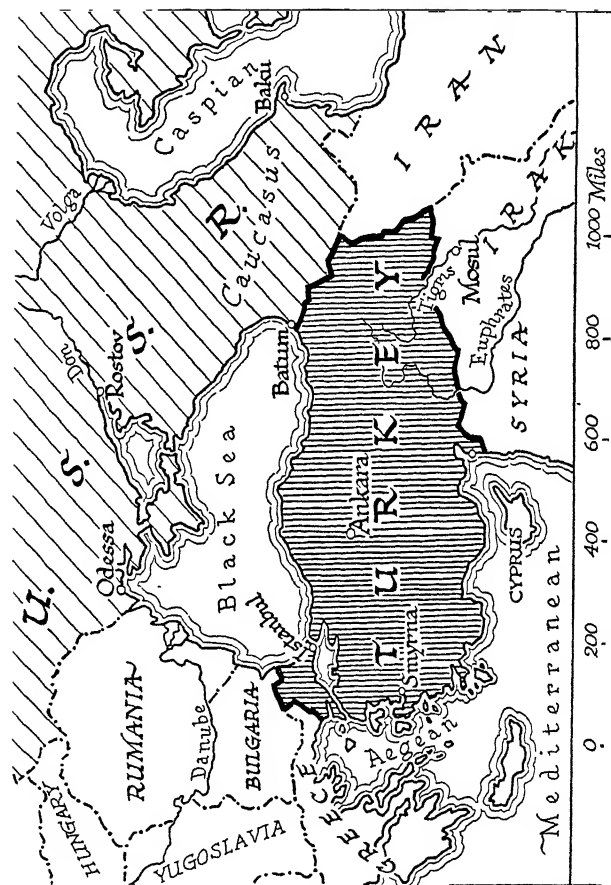 U. S. S. R.
Volga
Caspian
Don
Rostov
Odessa
Caucasus
Baku
HUNGARY
RUMANIA
Danube
YUGOSLAVIA
BULGARIA
Black Sea
Batum
Istanbul
GREECE
Aegean
Smyrna
Ankara
TURKEY
IRAN
Tigris
Mosul
IRAK
Euphrates
SYRIA
CYPRUS
Mediterranean
0 200 400 600 800 1000 Miles